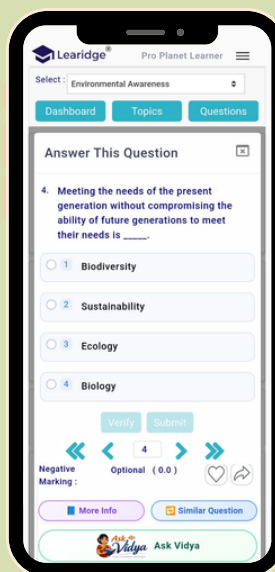 Learidge®
Pro Planet Learner
Select :
Environmental Awareness
Dashboard
Topics
Questions
Answer This Question
4. Meeting the needs of the present
generation without compromising the
ability of future generations to meet
their needs is _____.
1 Biodiversity
2 Sustainability
3 Ecology
4 Biology
Verify
Submit
4
Negative
Marking :
Optional ( 0.0 )
More Info
Similar Question
Ask
Vidya
Ask Vidya